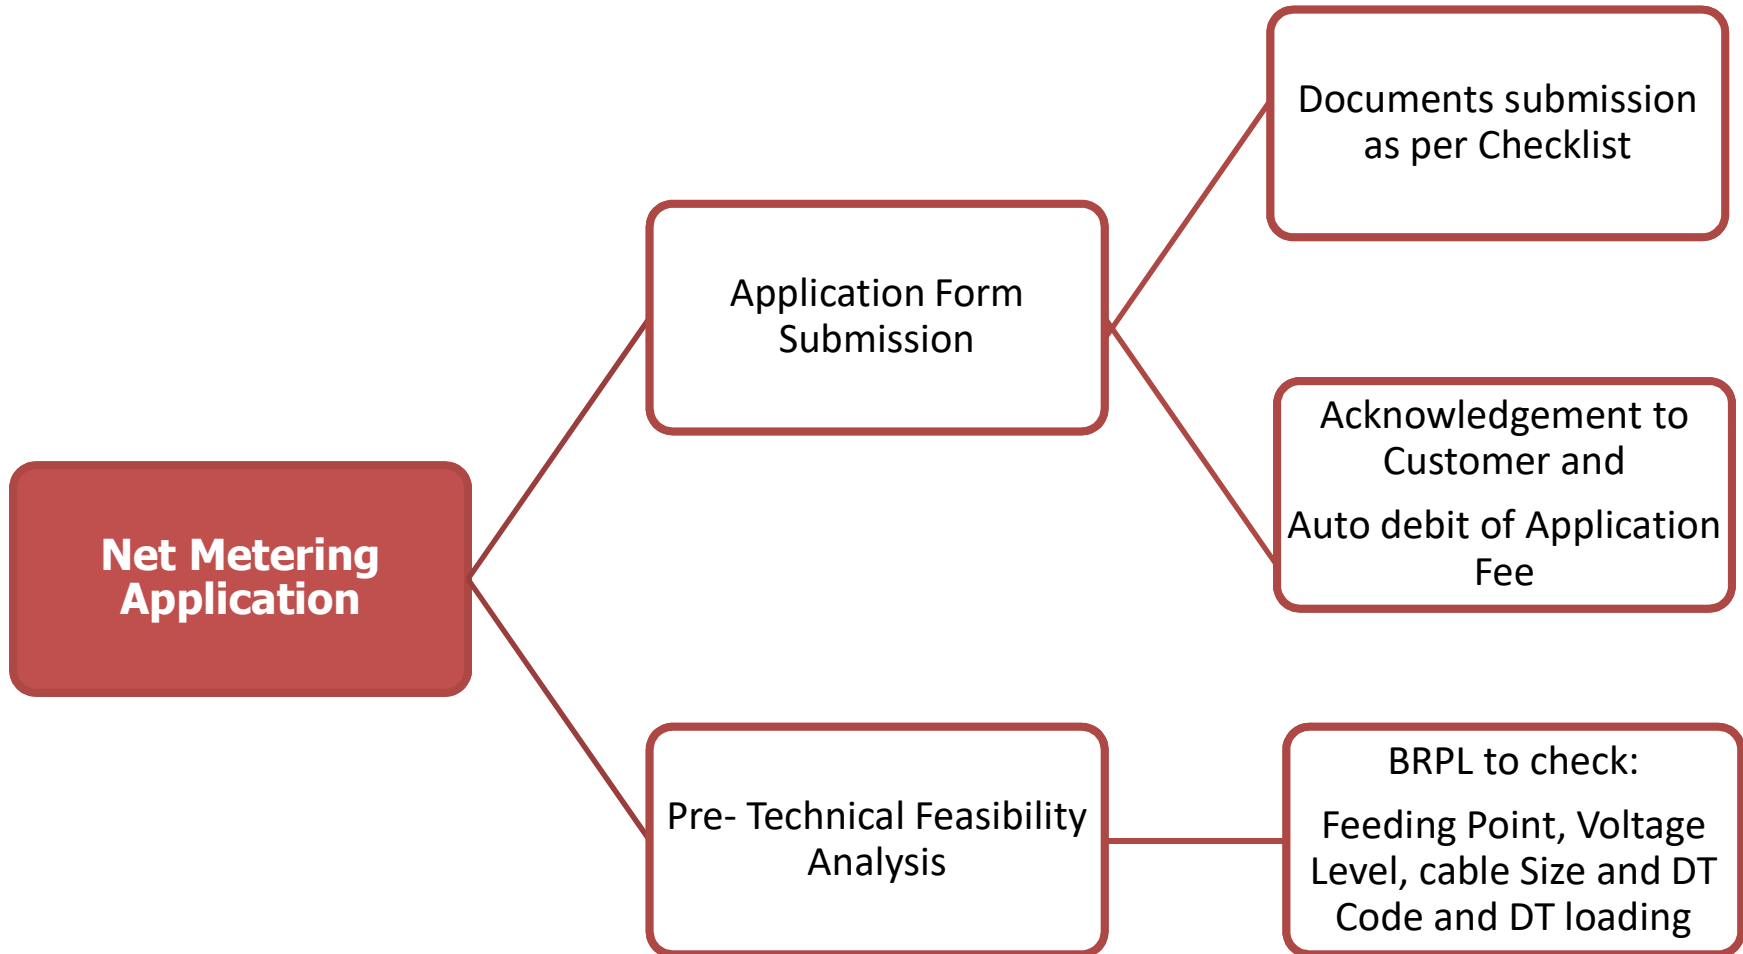 Net Metering
Application
Application Form
Submission
Documents submission
as per Checklist
Acknowledgement to
Customer and
Auto debit of Application
Fee
Pre- Technical Feasibility
Analysis
BRPL to check:
Feeding Point, Voltage
Level, cable Size and DT
Code and DT loading